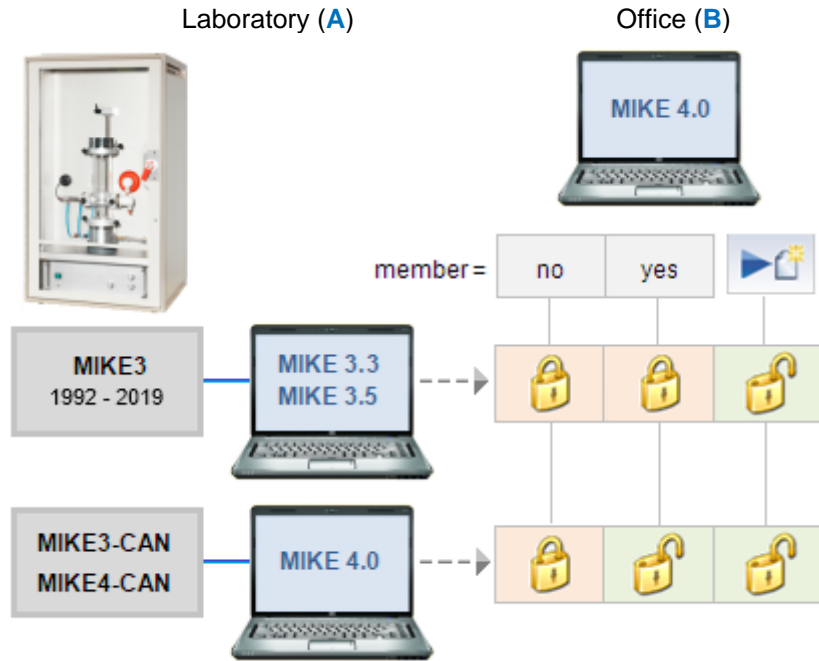 Laboratory (A)
Office (B)
MIKE 4.0
member = no yes
MIKE3
1992 - 2019
MIKE 3.3
MIKE 3.5
MIKE3-CAN
MIKE4-CAN
MIKE 4.0